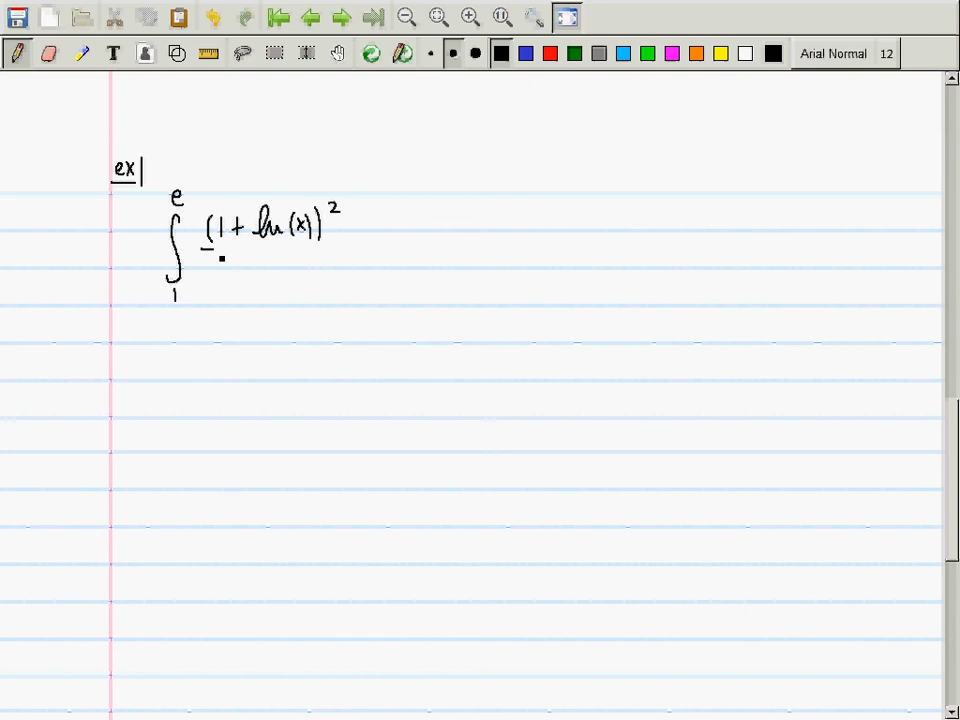 Arial Normal 12
ex
e
∫ (1 + ln(x))²
1